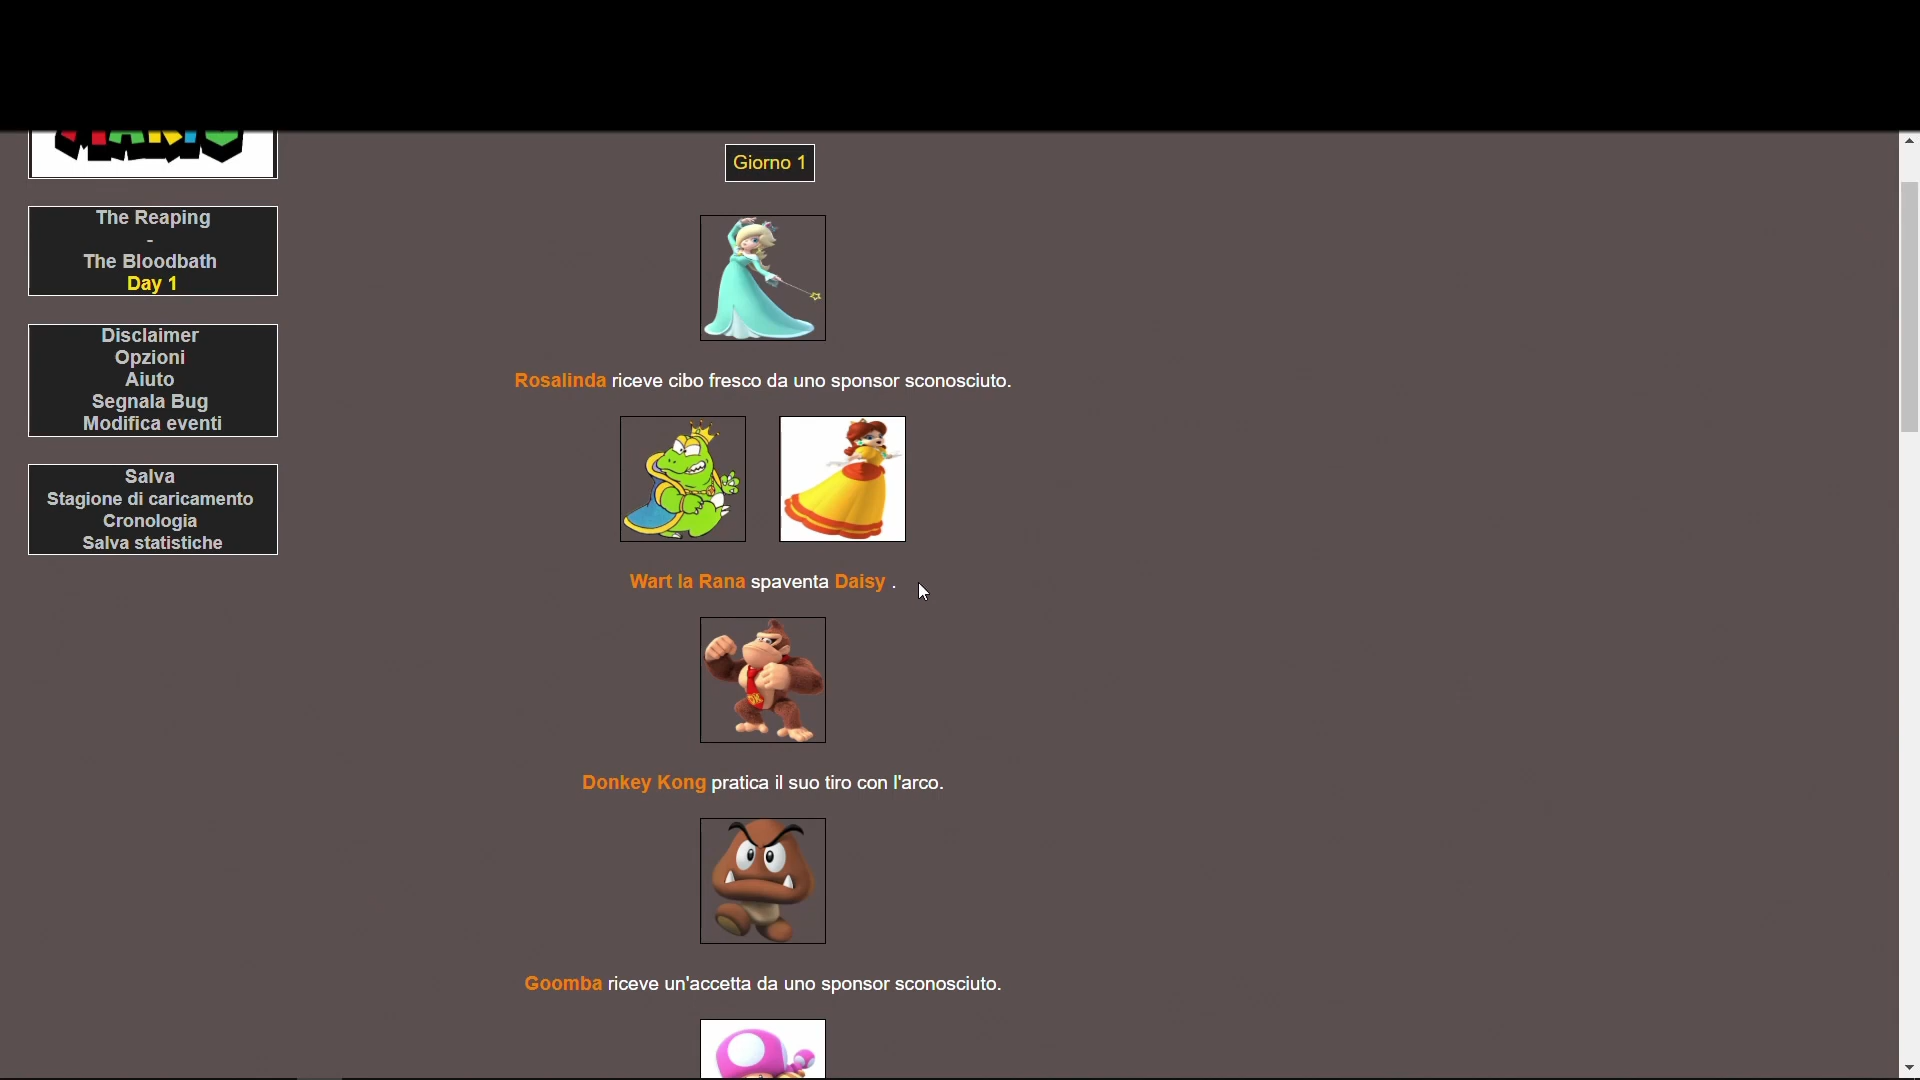 Giorno 1
The Reaping
-
The Bloodbath
Day 1
Disclaimer
Opzioni
Aiuto
Segnala Bug
Modifica eventi
Salva
Stagione di caricamento
Cronologia
Salva statistiche
Rosalinda riceve cibo fresco da uno sponsor sconosciuto.
Wart la Rana spaventa Daisy .
Donkey Kong pratica il suo tiro con l'arco.
Goomba riceve un'accetta da uno sponsor sconosciuto.